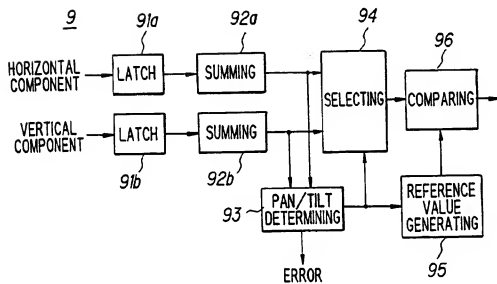 9
91a
92a
94
96
HORIZONTAL
COMPONENT
LATCH
SUMMING
SELECTING
COMPARING
VERTICAL
COMPONENT
LATCH
SUMMING
91b
92b
93
PAN/TILT
DETERMINING
REFERENCE
VALUE
GENERATING
95
ERROR